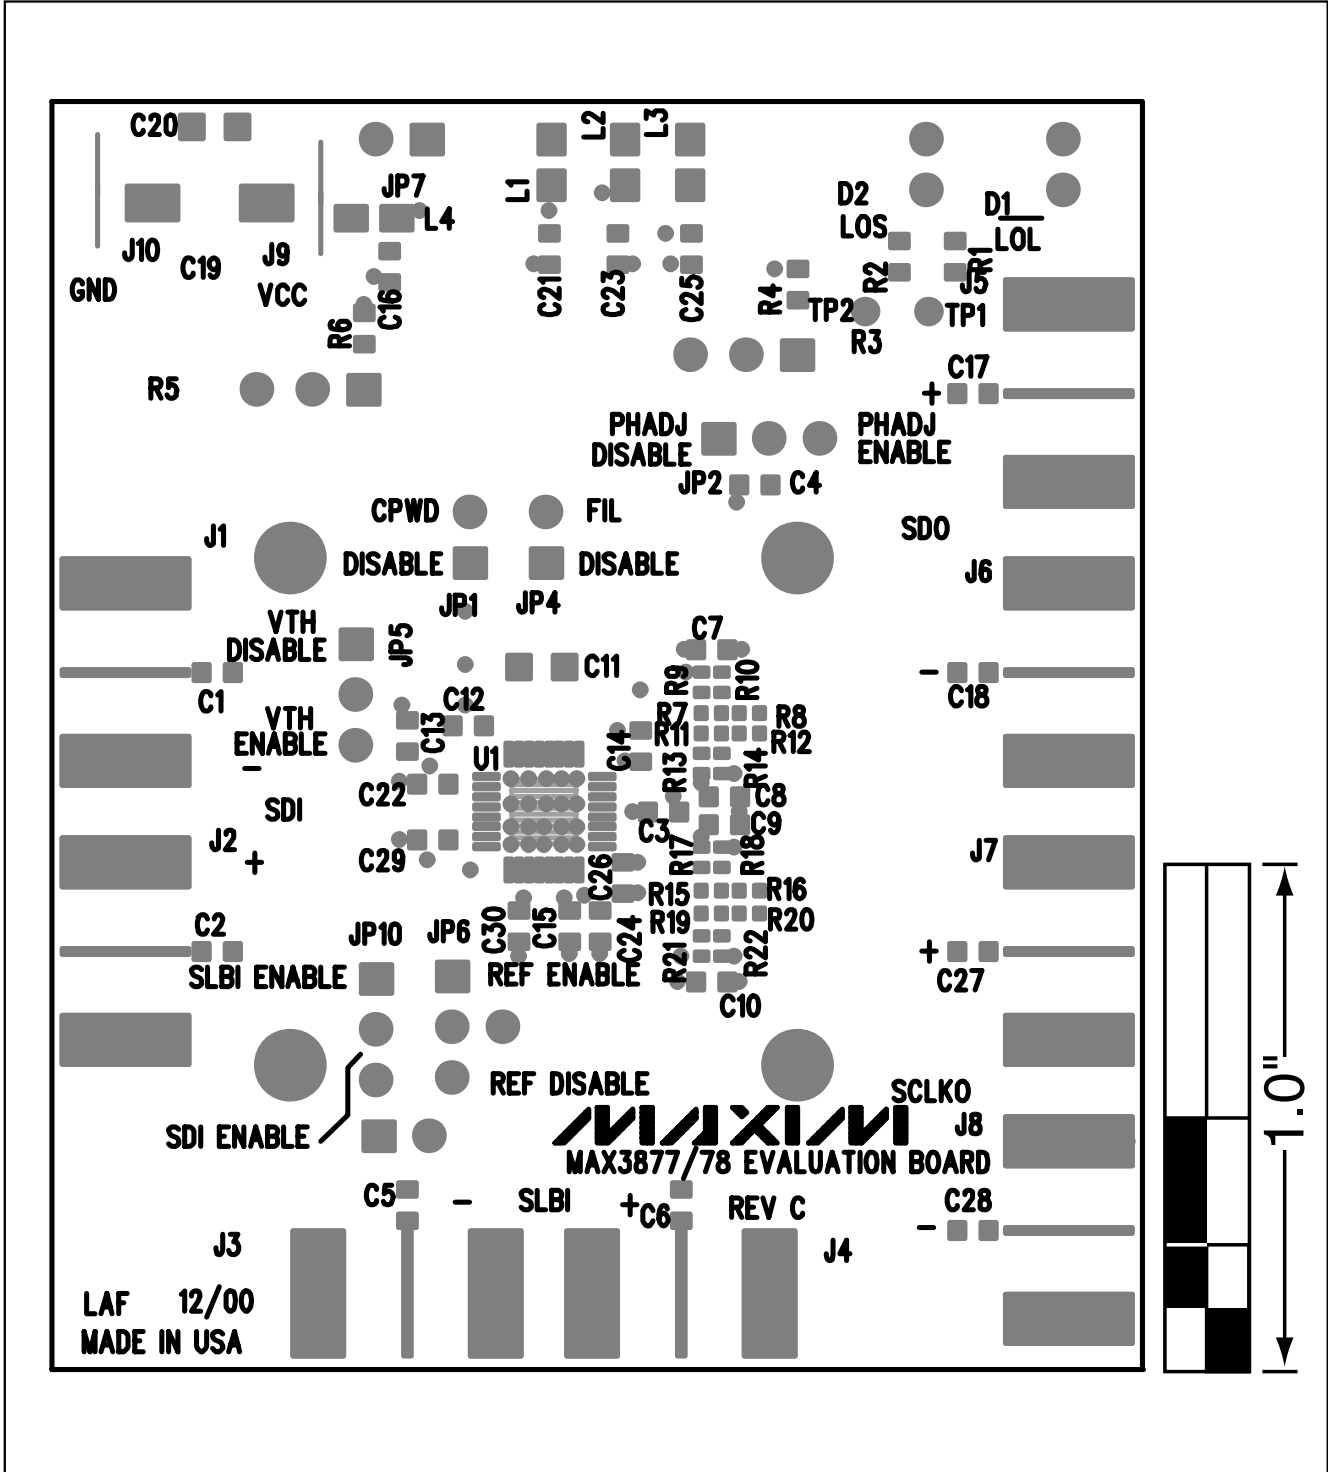 C20
L2
L3
JP7
L1
D2
D1
L4
LOS
LOL
J10
J9
R1
C19
R2
J5
GND
VCC
C16
C21
C23
C25
R4
TP2
TP1
R6
R3
R5
C17
+
PHADJ
DISABLE
PHADJ
ENABLE
JP2
C4
CPWD
FIL
SDO
J1
DISABLE
DISABLE
J6
JP1
JP4
VTH
DISABLE
JP5
C7
C11
R9
R10
-
C18
C1
C12
VTH
ENABLE
C13
R7
R8
R11
R12
-
U1
C14
R13
R14
C22
C8
SDI
C3
C9
J2
+
C29
R17
R18
J7
C26
R15
R16
C2
C30
C15
R19
R20
JP10
JP6
C24
R21
R22
+
SLBI ENABLE
REF ENABLE
C27
C10
REF DISABLE
SCLKO
SDI ENABLE
MAXIM
J8
MAX3877/78 EVALUATION BOARD
C5
-
SLBI
+
C6
REV C
C28
-
J3
J4
LAF 12/00
MADE IN USA
1.0"